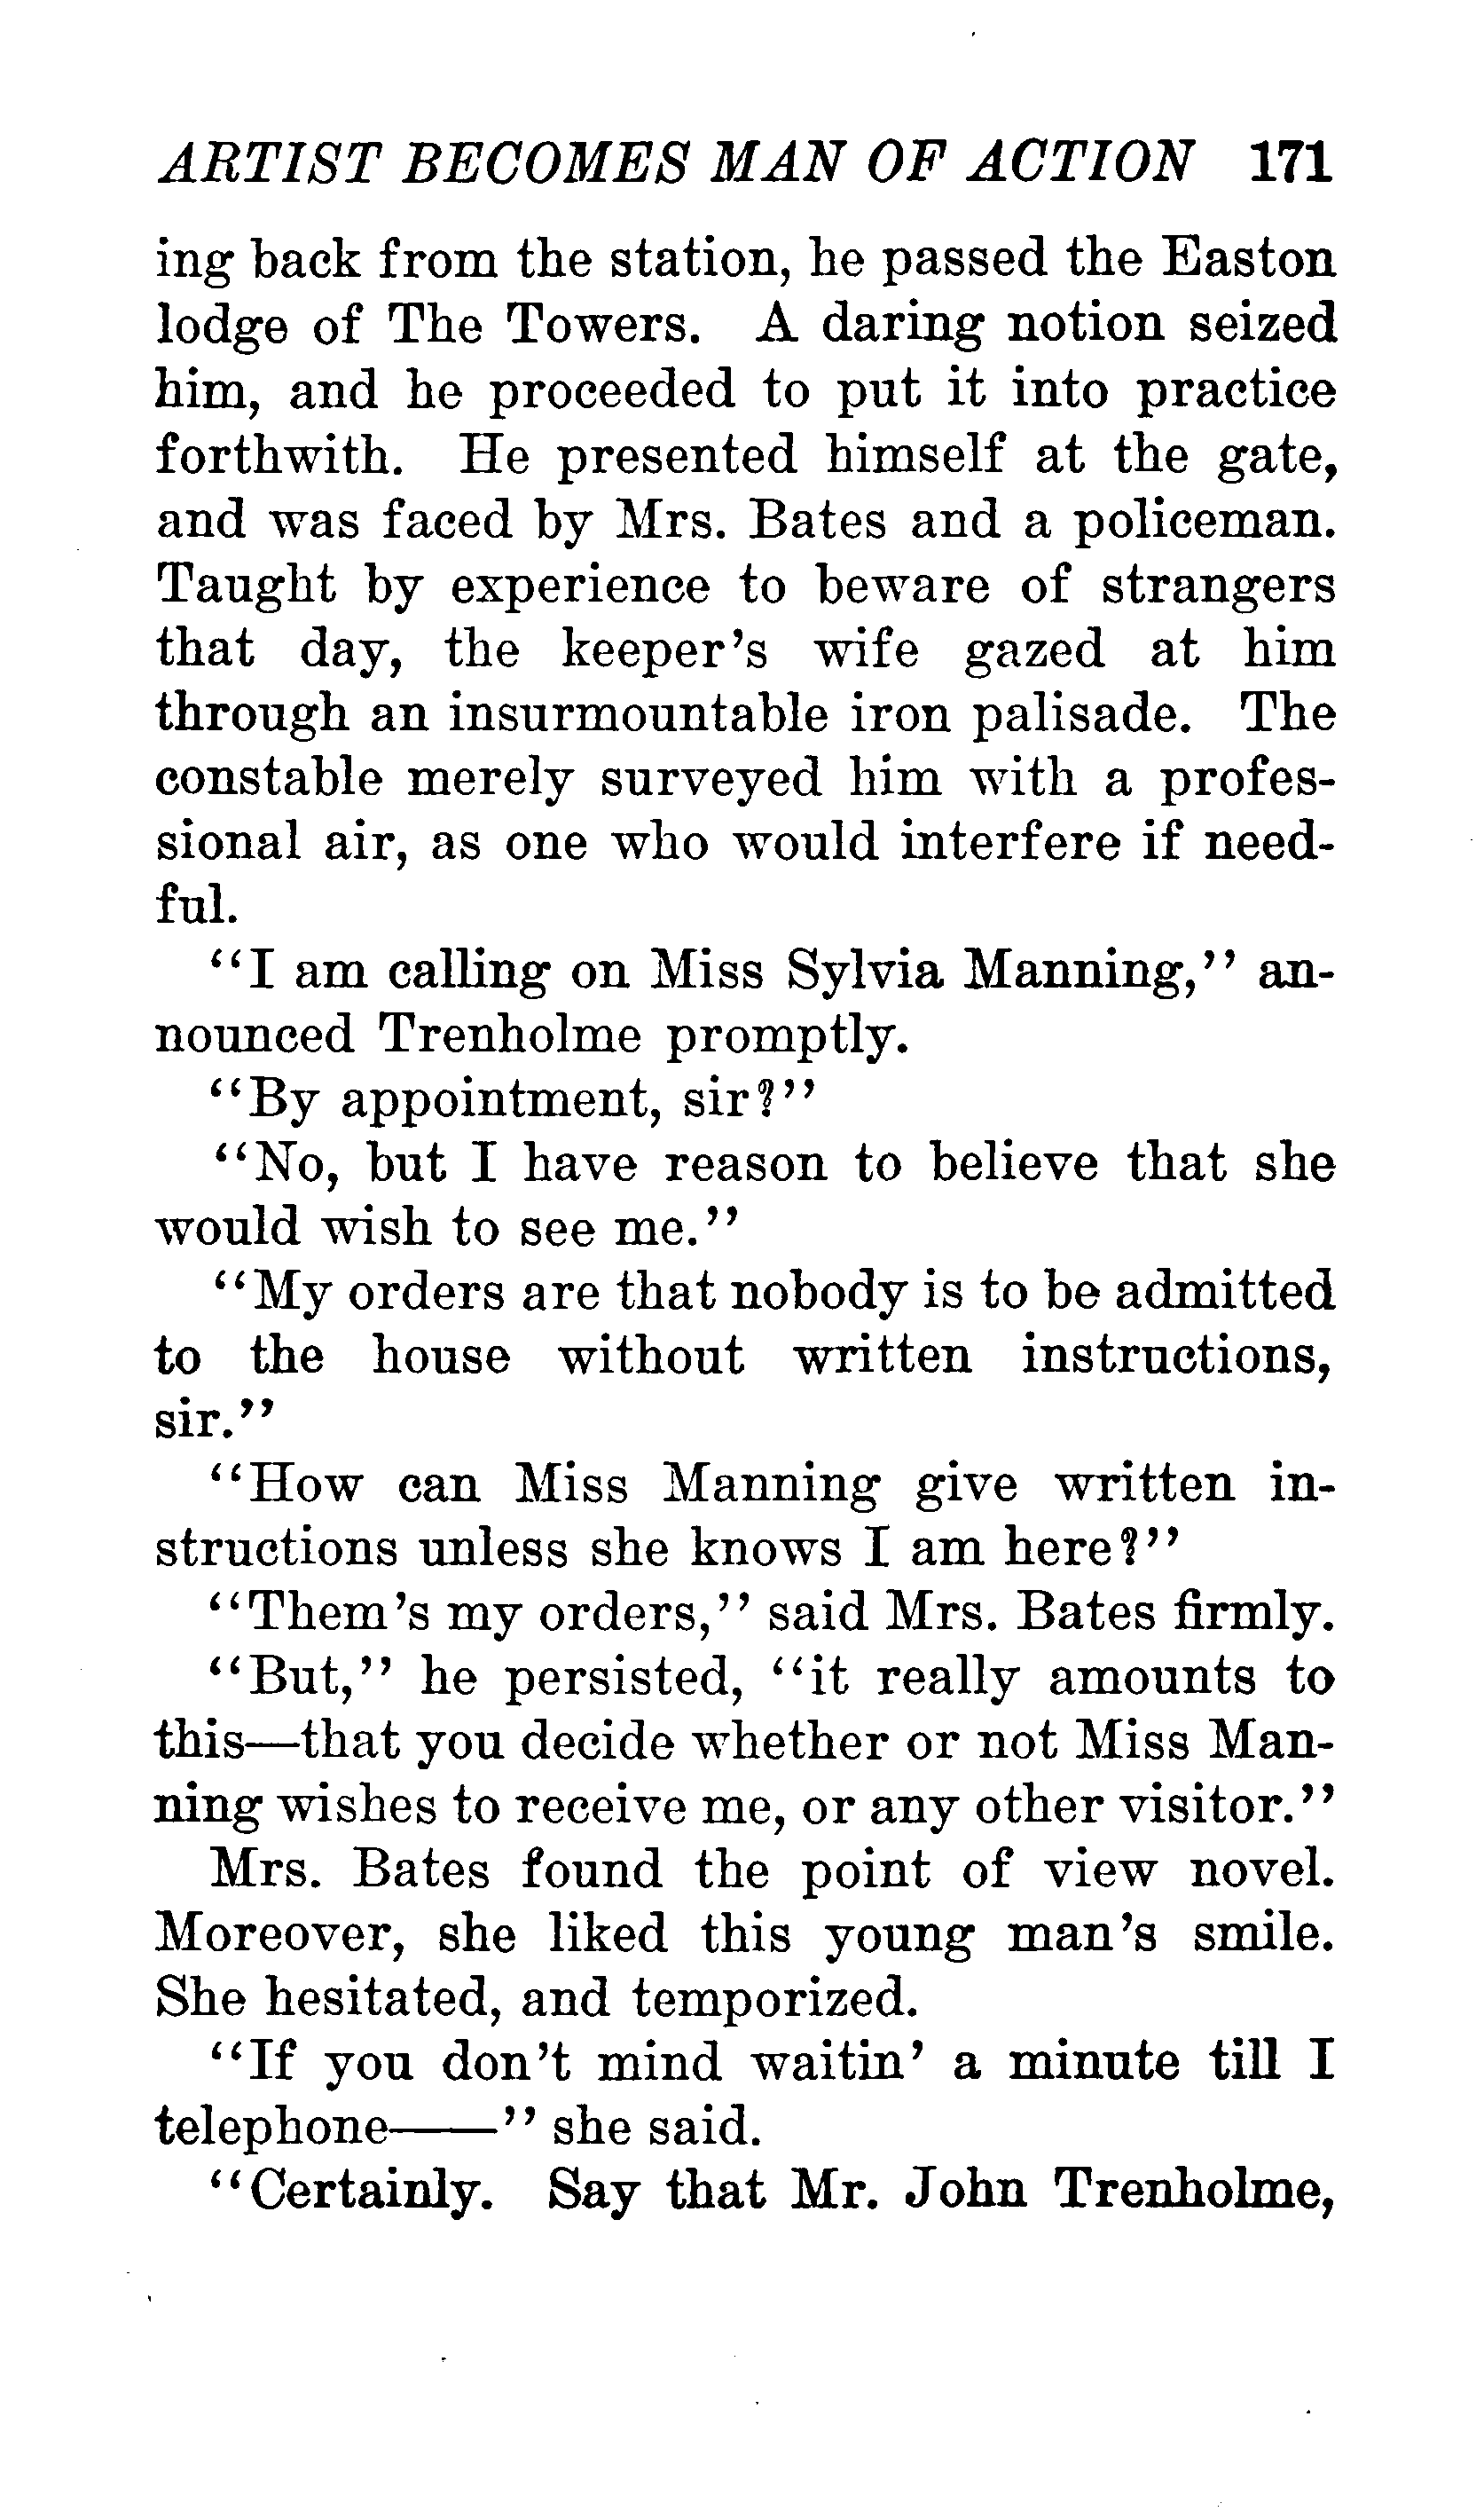 ARTIST BECOMES MAN OF ACTION 171
ing back from the station, he passed the Easton
lodge of The Towers. A daring notion seized
him, and he proceeded to put it into practice
forthwith. He presented himself at the gate,
and was faced by Mrs. Bates and a policeman.
Taught by experience to beware of strangers
that day, the keeper's wife gazed at him
through an insurmountable iron palisade. The
constable merely surveyed him with a profes-
sional air, as one who would interfere if need-
ful.
"I am calling on Miss Sylvia Manning," an-
nounced Trenholme promptly.
"By appointment, sir?"
"No, but I have reason to believe that she
would wish to see me."
"My orders are that nobody is to be admitted
to the house without written instructions,
sir."
"How can Miss Manning give written in-
structions unless she knows I am here?"
"Them's my orders," said Mrs. Bates firmly.
"But," he persisted, "it really amounts to
this—that you decide whether or not Miss Man-
ning wishes to receive me, or any other visitor."
Mrs. Bates found the point of view novel.
Moreover, she liked this young man's smile.
She hesitated, and temporized.
"If you don't mind waitin' a minute till I
telephone——" she said.
"Certainly. Say that Mr. John Trenholme,